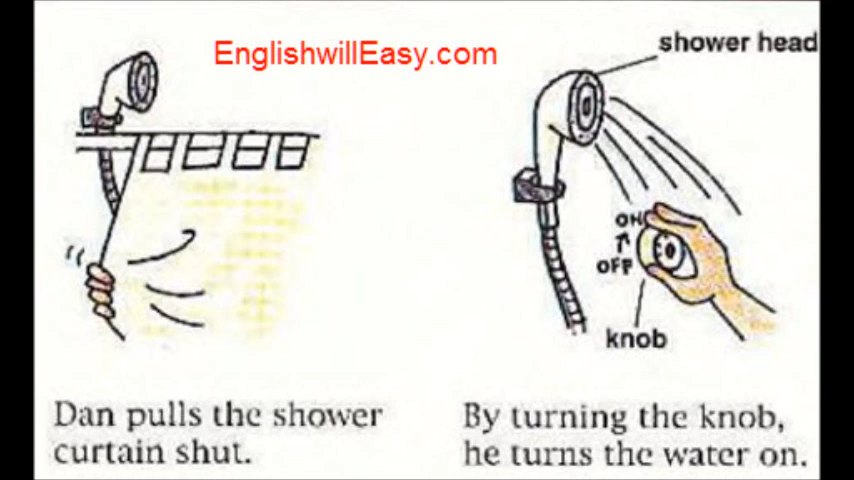 EnglishwillEasy.com
shower head
ON
OFF
knob
Dan pulls the shower
curtain shut.
By turning the knob,
he turns the water on.